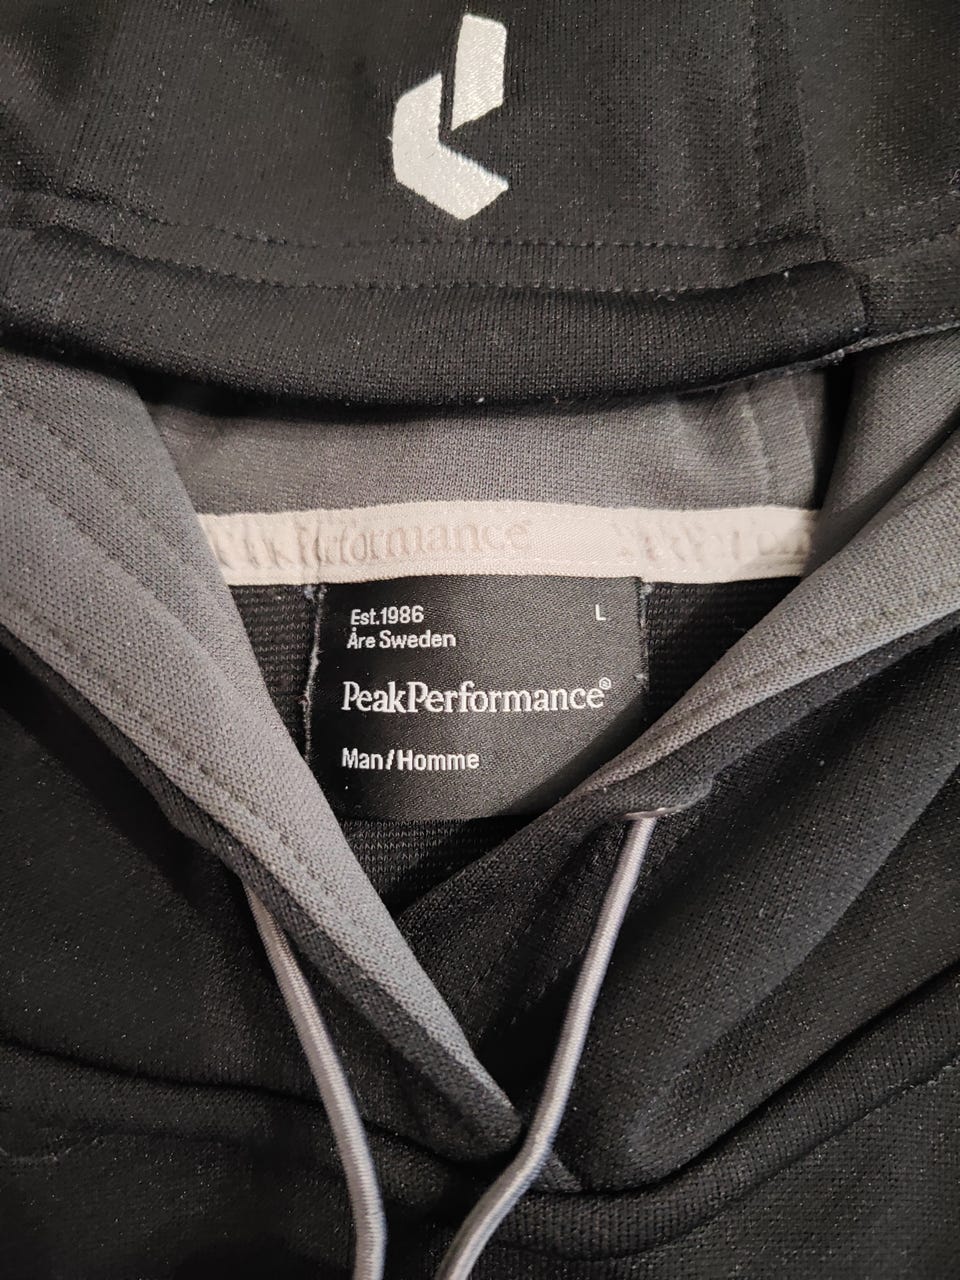 PeakPerformance
Est.1986 L
Åre Sweden
PeakPerformance®
Man/Homme